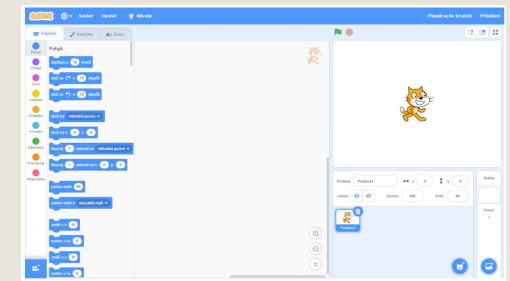 Soubor Upravit Návody Připojit se ke Scratchi Přihlášení
Scénáře Kostýmy Zvuky
Pohyb
Pohyb
dopředu o 10 kroků
Vzhled
otoč se o 15 stupňů
Zvuk
otoč se o 15 stupňů
Události
Ovládání
skoč na náhodná pozice
Vnímání
skoč na x: 0 y: 0
Operátory
klouzej 1 sekund na náhodná pozice
Proměnné
klouzej 1 sekund na x: 0 y: 0
Moje bloky
nastav směr 90
nastav směr k ukazatel myši
změň x o 10
nastav x na 0
změň y o 10
nastav y na 0
Postava Postava1 x 0 y 0
Velikost 100 Směr 90
Postava1
Scéna
Pozadí
1